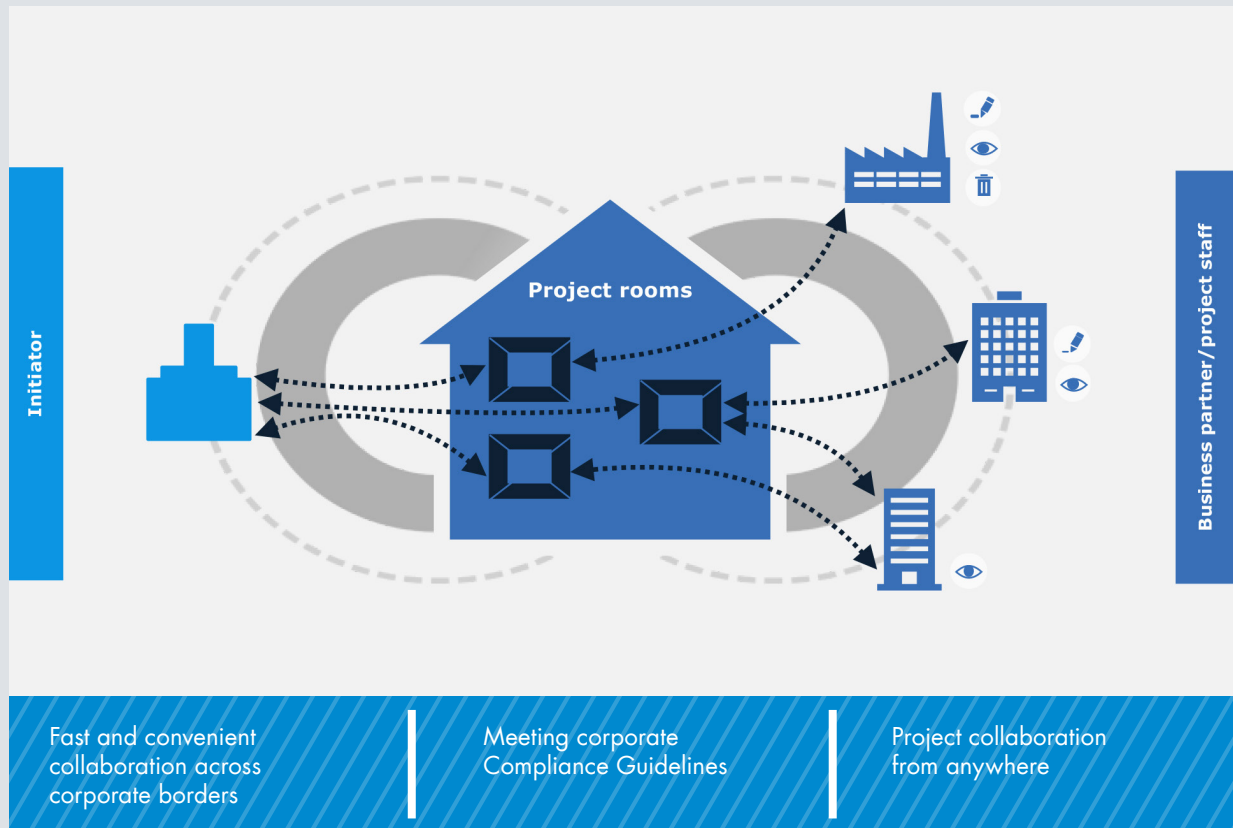 Initiator
Project rooms
Business partner/project staff
Fast and convenient
collaboration across
corporate borders
Meeting corporate
Compliance Guidelines
Project collaboration
from anywhere